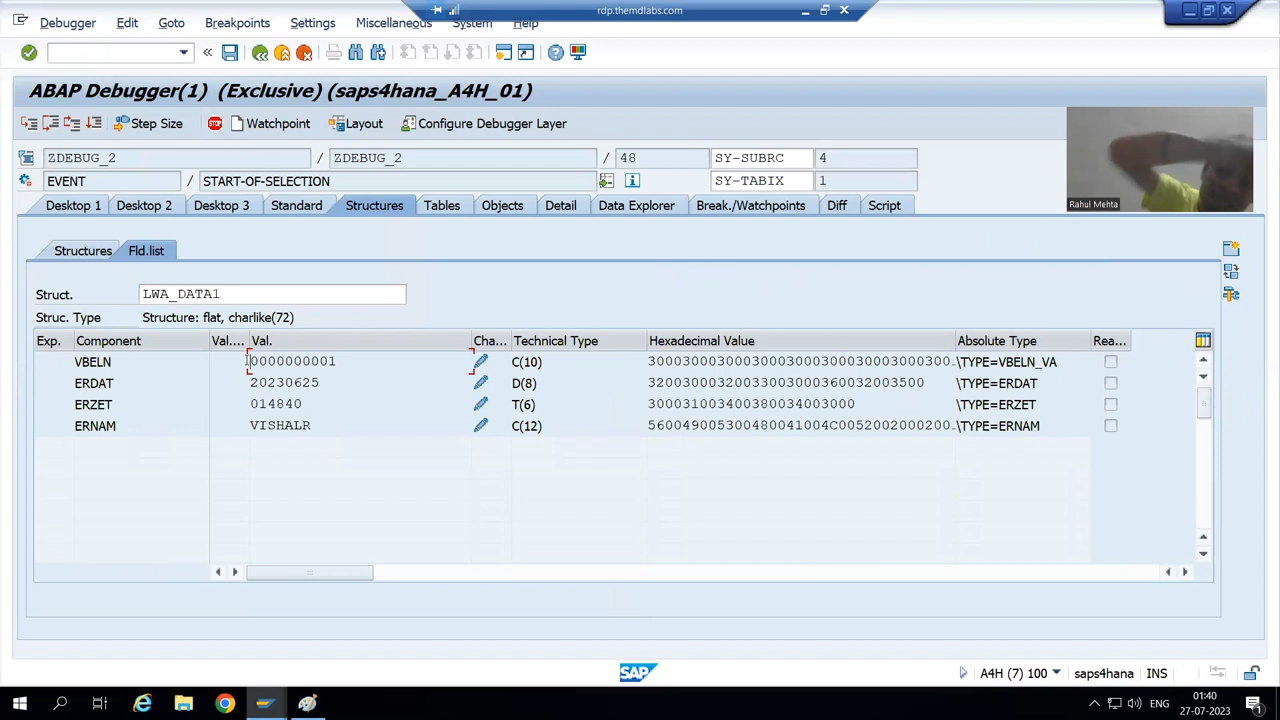 rdp.themdlabs.com
Debugger Edit Goto Breakpoints Settings Miscellaneous System Help
ABAP Debugger(1) (Exclusive) (saps4hana_A4H_01)
Step Size STOP Watchpoint Layout Configure Debugger Layer
ZDEBUG_2 / ZDEBUG_2 / 48 SY-SUBRC 4
EVENT / START-OF-SELECTION SY-TABIX 1
Rahul Mehta
Desktop 1 Desktop 2 Desktop 3 Standard Structures Tables Objects Detail Data Explorer Break./Watchpoints Diff Script
Structures Fld.list
Struct. LWA_DATA1
Struc. Type Structure: flat, charlike(72)
Exp. Component Val.... Val. Cha... Technical Type Hexadecimal Value Absolute Type Rea...
VBELN 0000000001 C(10) \TYPE=VBELN_VA
ERDAT 20230625 D(8) 32003000320033003000360032003500 \TYPE=ERDAT
ERZET 014840 T(6) 300031003400380034003000 \TYPE=ERZET
ERNAM VISHALR C(12) 560049005300480041004C0052002000200... \TYPE=ERNAM
SAP
A4H (7) 100 saps4hana INS
ENG 01:40
27-07-2023